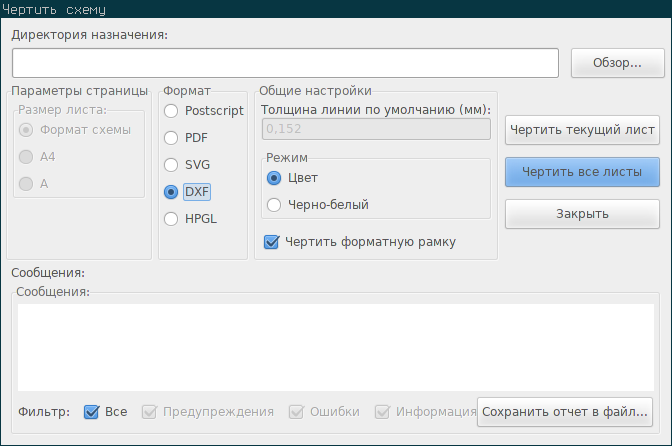 Чертить схему
Директория назначения:
Обзор...
Параметры страницы
Размер листа:
Формат схемы
A4
A
Формат
Postscript
PDF
SVG
DXF
HPGL
Общие настройки
Толщина линии по умолчанию (мм):
0,152
Режим
Цвет
Черно-белый
Чертить форматную рамку
Чертить текущий лист
Чертить все листы
Закрыть
Сообщения:
Сообщения:
Фильтр: Все Предупреждения Ошибки Информация Сохранить отчет в файл...